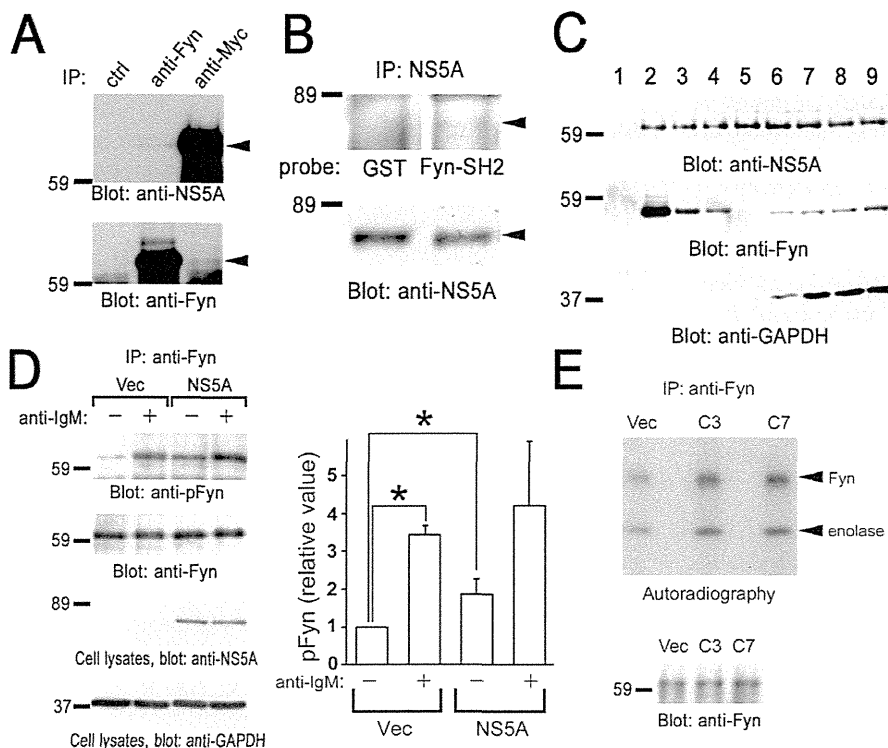 A
IP: ctrl anti-Fyn anti-Myc
59
Blot: anti-NS5A
59
Blot: anti-Fyn
B
IP: NS5A
89
probe: GST Fyn-SH2
89
Blot: anti-NS5A
C
1 2 3 4 5 6 7 8 9
59
Blot: anti-NS5A
59
Blot: anti-Fyn
37
Blot: anti-GAPDH
D
IP: anti-Fyn
Vec NS5A
anti-IgM: − + − +
59
Blot: anti-pFyn
59
Blot: anti-Fyn
89
Cell lysates, blot: anti-NS5A
37
Cell lysates, blot: anti-GAPDH
pFyn (relative value)
5
4
3
2
1
0
* *
anti-IgM: − + − +
Vec NS5A
E
IP: anti-Fyn
Vec C3 C7
Fyn
enolase
Autoradiography
Vec C3 C7
59
Blot: anti-Fyn